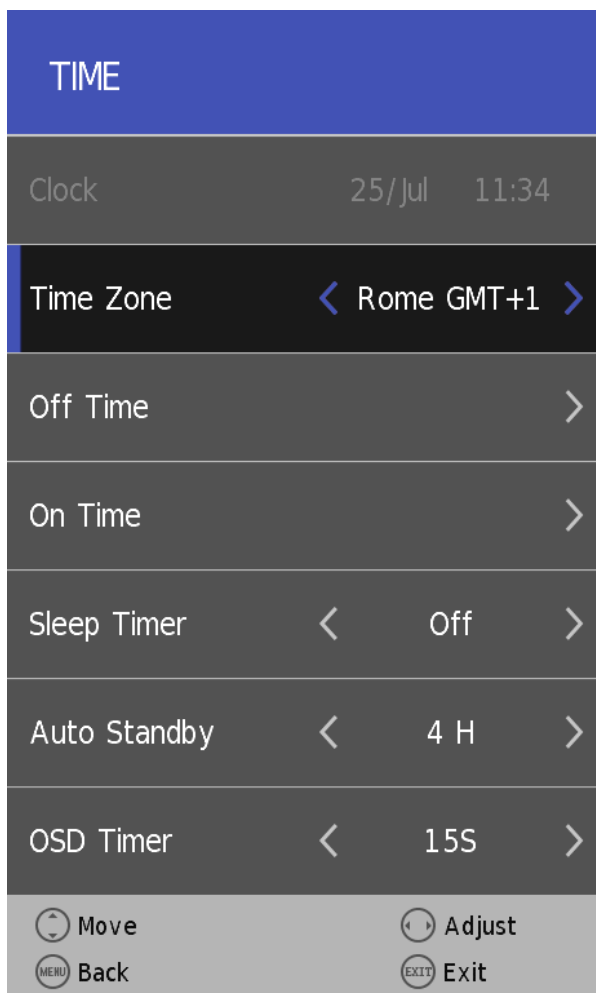 TIME
Clock 25/Jul 11:34
Time Zone Rome GMT+1
Off Time
On Time
Sleep Timer Off
Auto Standby 4 H
OSD Timer 15S
Move Adjust
MENU Back EXIT Exit